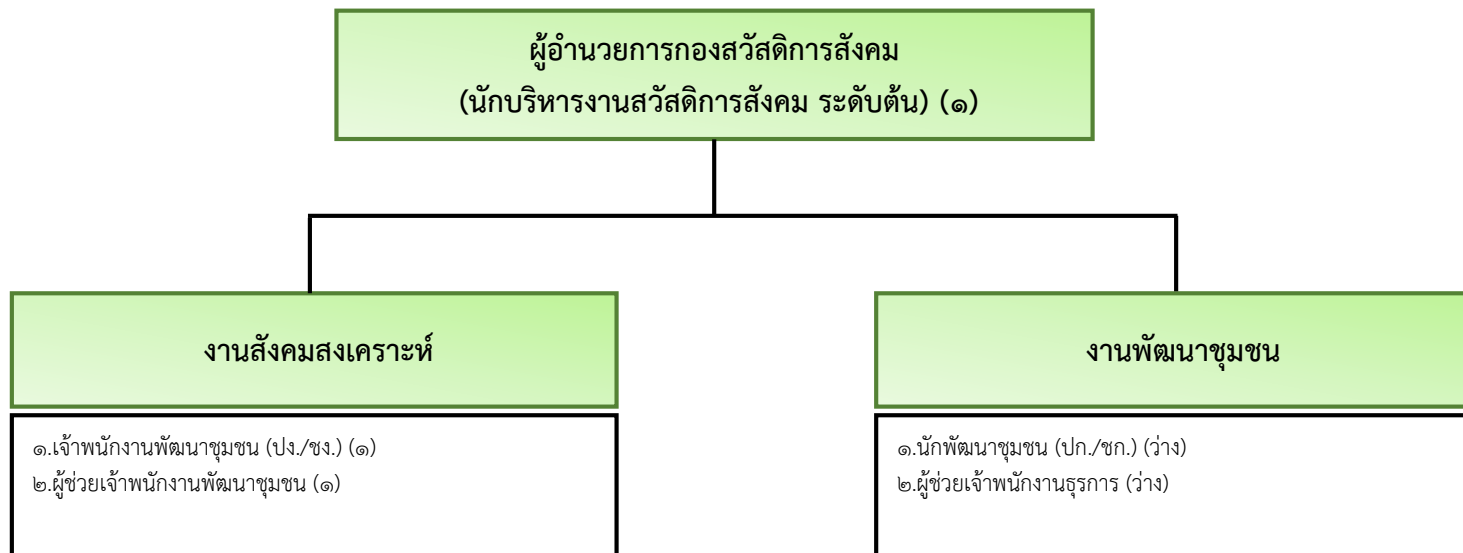 ผู้อำนวยการกองสวัสดิการสังคม
(นักบริหารงานสวัสดิการสังคม ระดับต้น) (๑)
งานสังคมสงเคราะห์
๑.เจ้าพนักงานพัฒนาชุมชน (ปง./ชง.) (๑)
๒.ผู้ช่วยเจ้าพนักงานพัฒนาชุมชน (๑)
งานพัฒนาชุมชน
๑.นักพัฒนาชุมชน (ปก./ชก.) (ว่าง)
๒.ผู้ช่วยเจ้าพนักงานธุรการ (ว่าง)